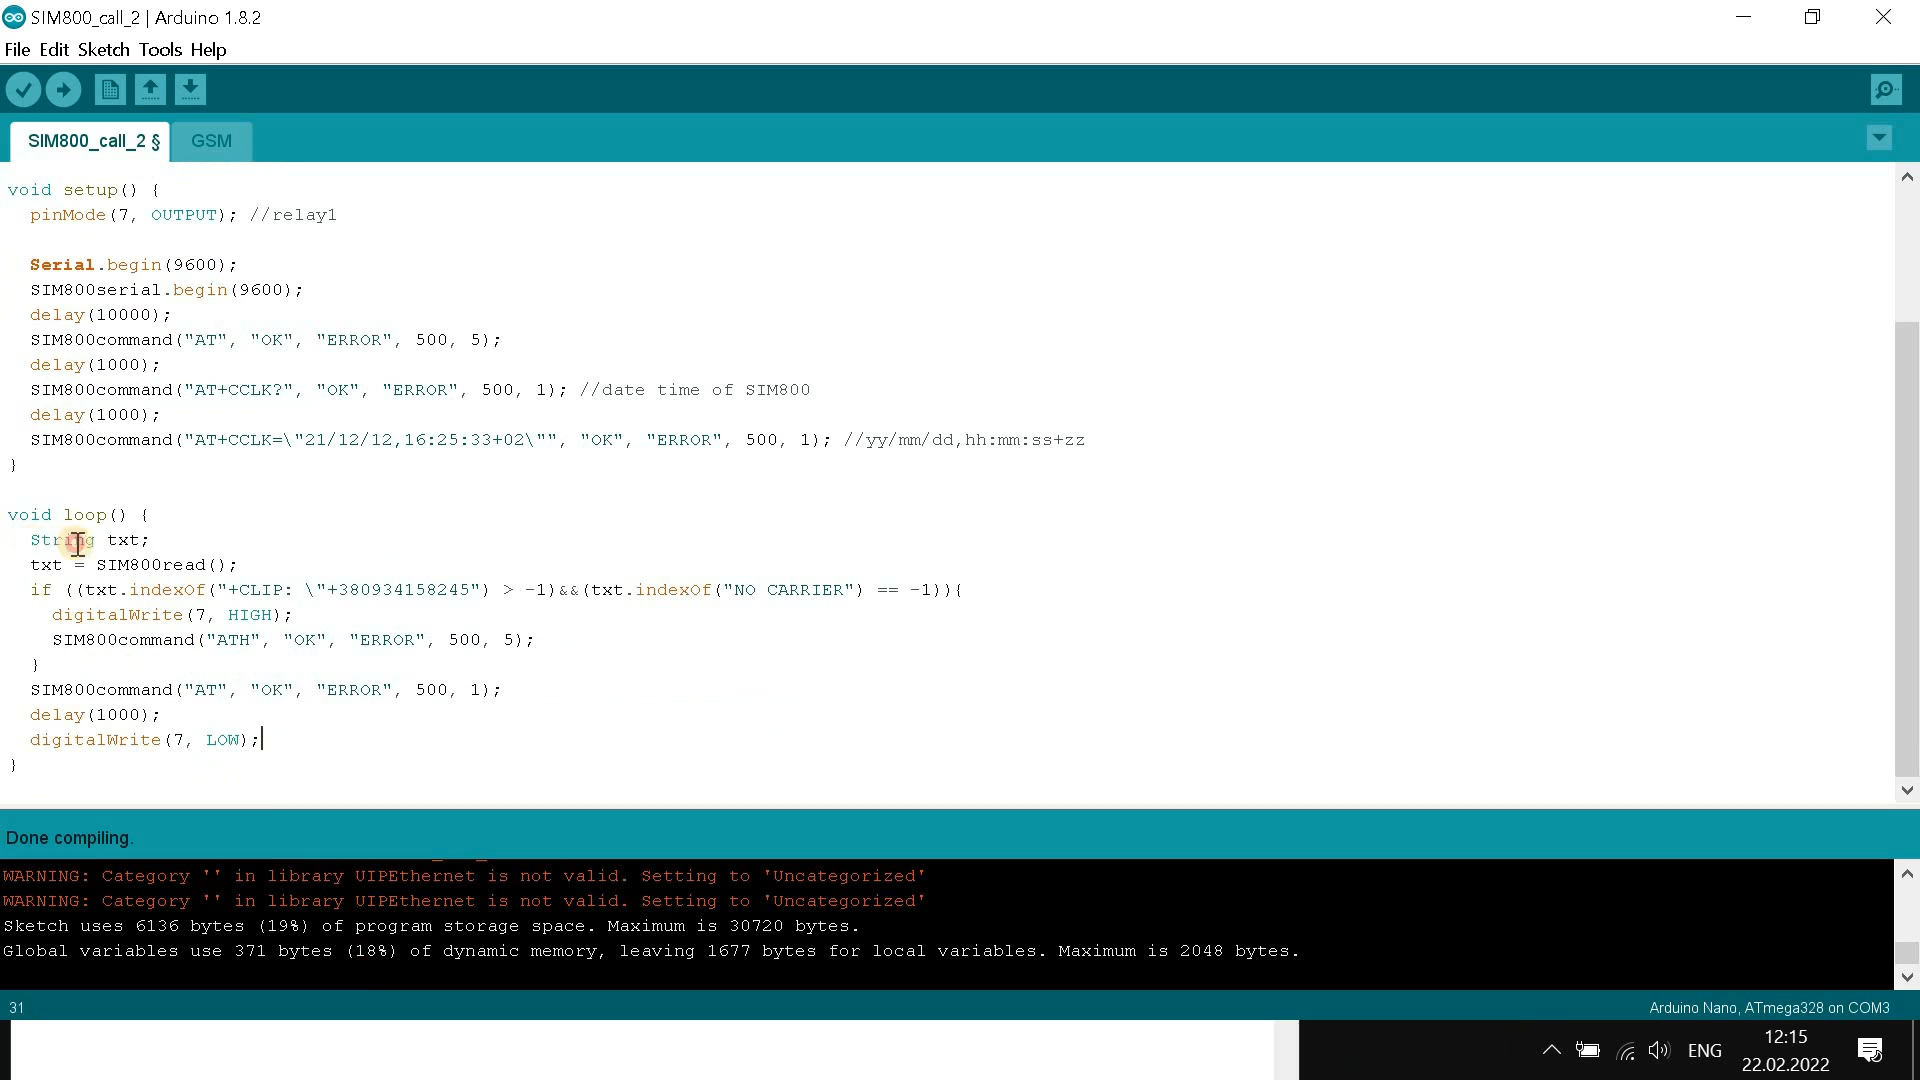 SIM800_call_2 | Arduino 1.8.2
File Edit Sketch Tools Help
SIM800_call_2 § GSM
void setup() {
pinMode(7, OUTPUT); //relay1
Serial.begin(9600);
SIM800serial.begin(9600);
delay(10000);
SIM800command("AT", "OK", "ERROR", 500, 5);
delay(1000);
SIM800command("AT+CCLK?", "OK", "ERROR", 500, 1); //date time of SIM800
delay(1000);
SIM800command("AT+CCLK=\"21/12/12,16:25:33+02\"", "OK", "ERROR", 500, 1); //yy/mm/dd,hh:mm:ss+zz
}
void loop() {
String txt;
txt = SIM800read();
if ((txt.indexOf("+CLIP: \"+380934158245") > -1)&&(txt.indexOf("NO CARRIER") == -1)){
digitalWrite(7, HIGH);
SIM800command("ATH", "OK", "ERROR", 500, 5);
}
SIM800command("AT", "OK", "ERROR", 500, 1);
delay(1000);
digitalWrite(7, LOW);
}
Done compiling.
WARNING: Category '' in library UIPEthernet is not valid. Setting to 'Uncategorized'
WARNING: Category '' in library UIPEthernet is not valid. Setting to 'Uncategorized'
Sketch uses 6136 bytes (19%) of program storage space. Maximum is 30720 bytes.
Global variables use 371 bytes (18%) of dynamic memory, leaving 1677 bytes for local variables. Maximum is 2048 bytes.
31 Arduino Nano, ATmega328 on COM3
ENG 12:15
22.02.2022